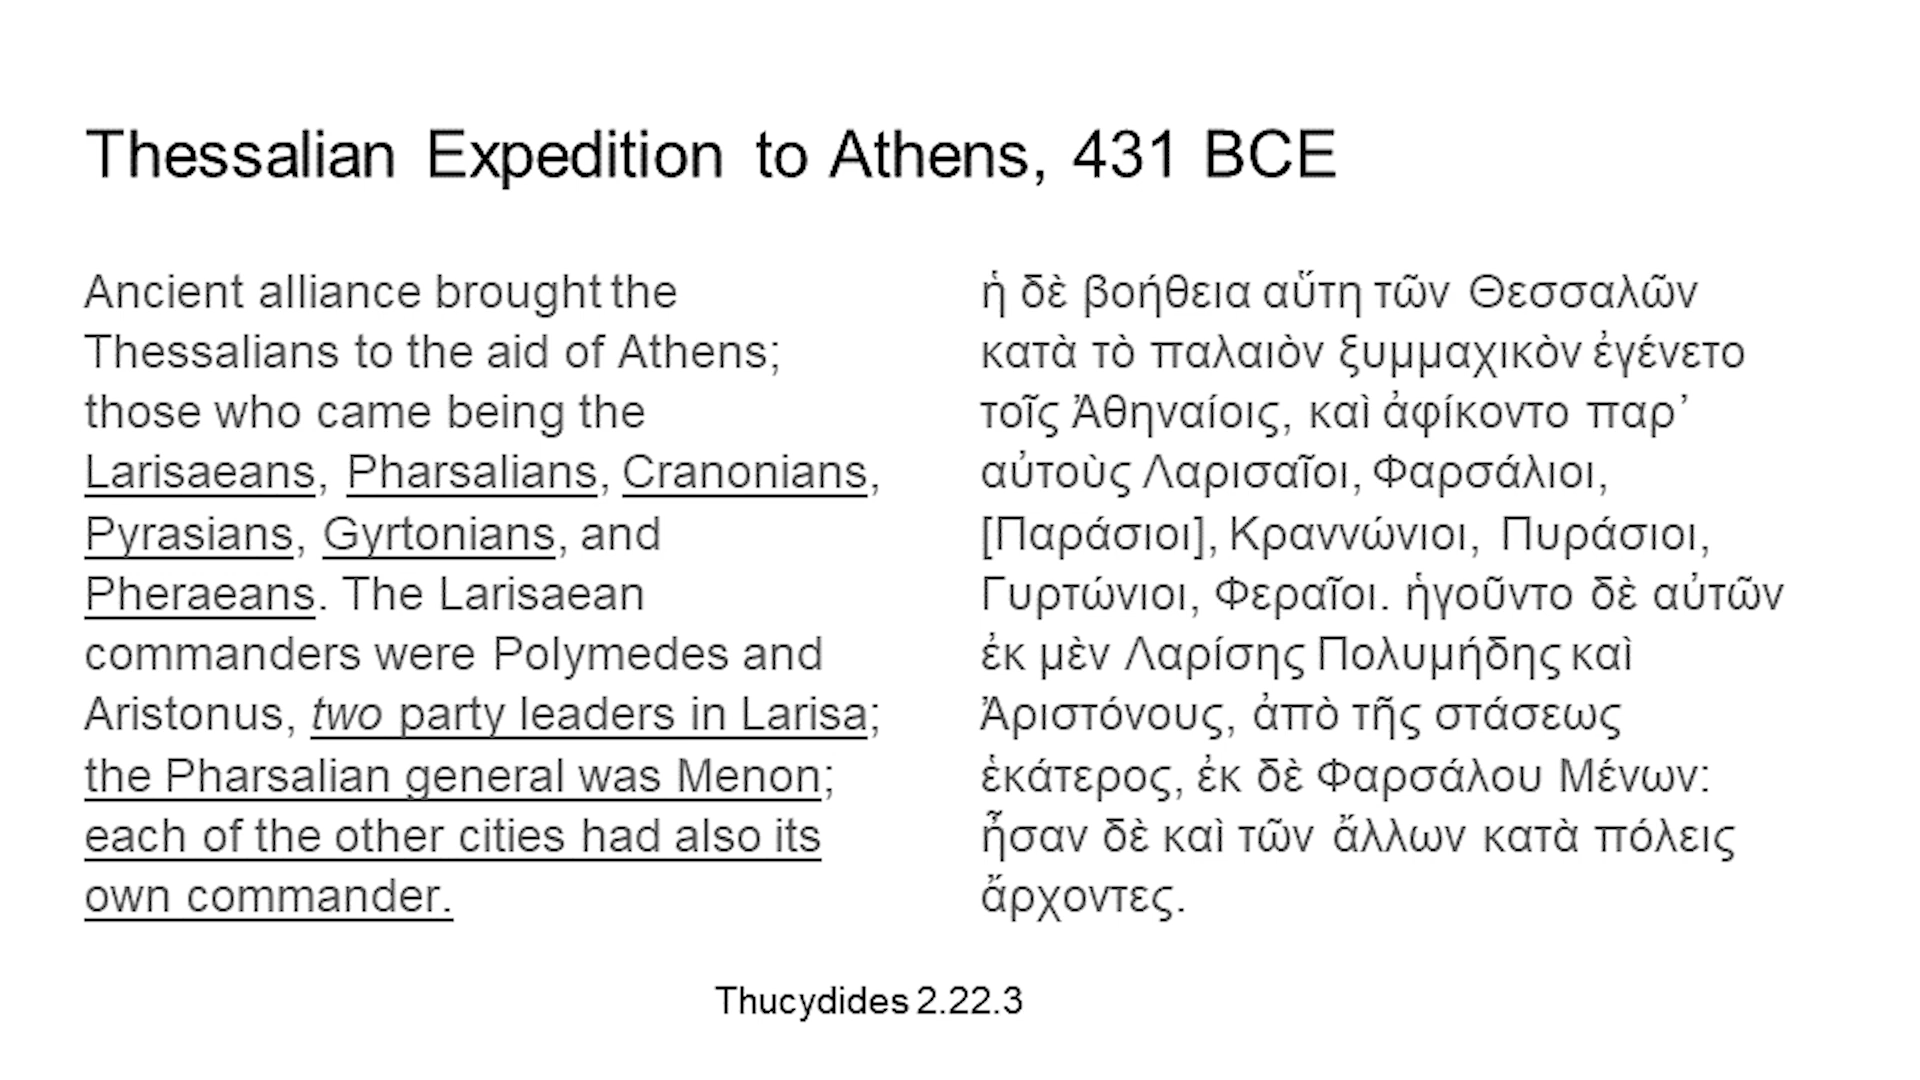 Thessalian Expedition to Athens, 431 BCE
Ancient alliance brought the
Thessalians to the aid of Athens;
those who came being the
Larisaeans, Pharsalians, Cranonians,
Pyrasians, Gyrtonians, and
Pheraeans. The Larisaean
commanders were Polymedes and
Aristonus, two party leaders in Larisa;
the Pharsalian general was Menon;
each of the other cities had also its
own commander.
ἡ δὲ βοήθεια αὕτη τῶν Θεσσαλῶν
κατὰ τὸ παλαιὸν ξυμμαχικὸν ἐγένετο
τοῖς Ἀθηναίοις, καὶ ἀφίκοντο παρ᾽
αὐτοὺς Λαρισαῖοι, Φαρσάλιοι,
[Παράσιοι], Κραννώνιοι, Πυράσιοι,
Γυρτώνιοι, Φεραῖοι. ἡγοῦντο δὲ αὐτῶν
ἐκ μὲν Λαρίσης Πολυμήδης καὶ
Ἀριστόνους, ἀπὸ τῆς στάσεως
ἑκάτερος, ἐκ δὲ Φαρσάλου Μένων:
ἦσαν δὲ καὶ τῶν ἄλλων κατὰ πόλεις
ἄρχοντες.
Thucydides 2.22.3